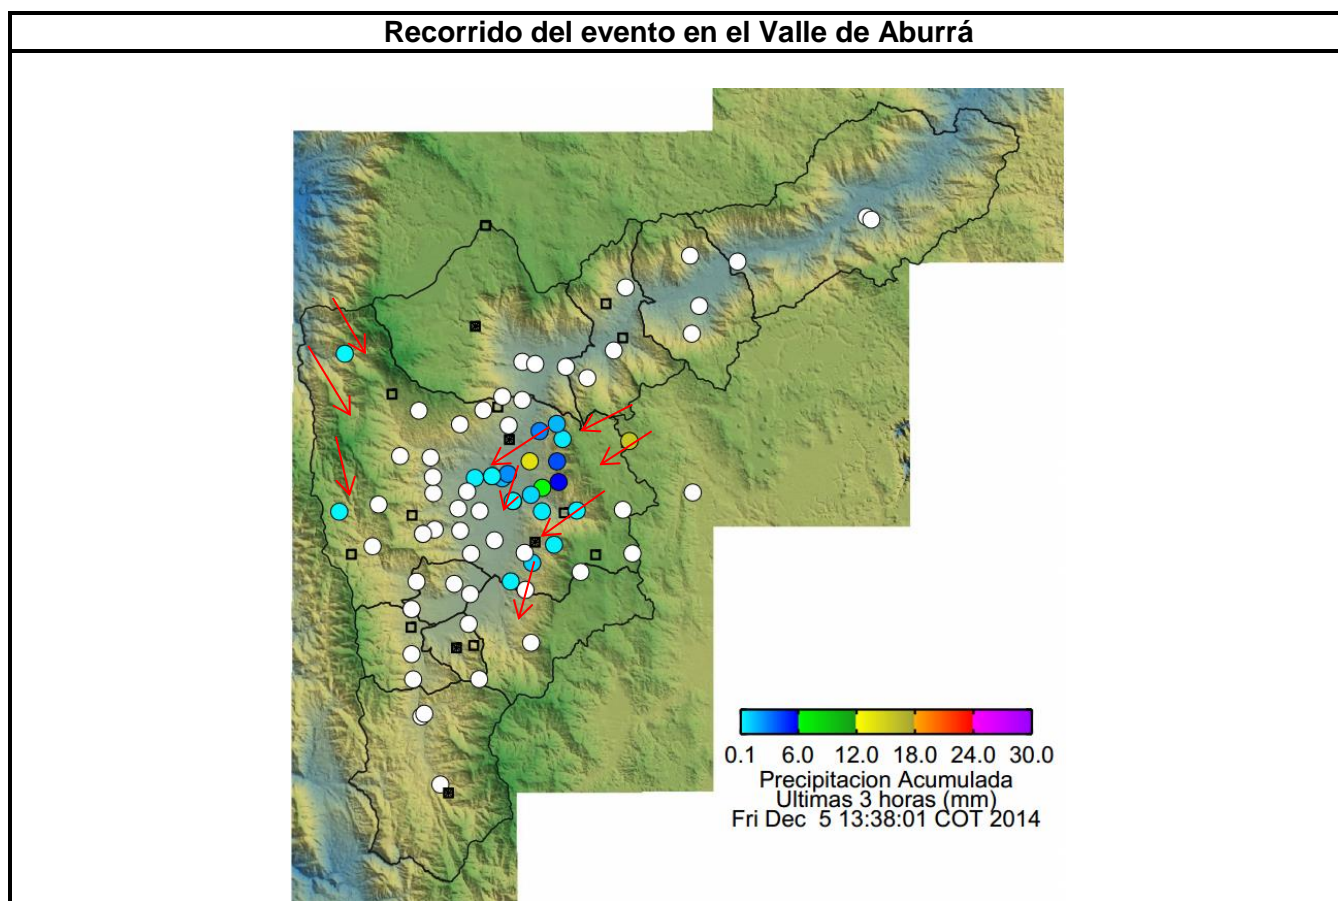 Recorrido del evento en el Valle de Aburrá
0.1 6.0 12.0 18.0 24.0 30.0
Precipitacion Acumulada
Ultimas 3 horas (mm)
Fri Dec 5 13:38:01 COT 2014